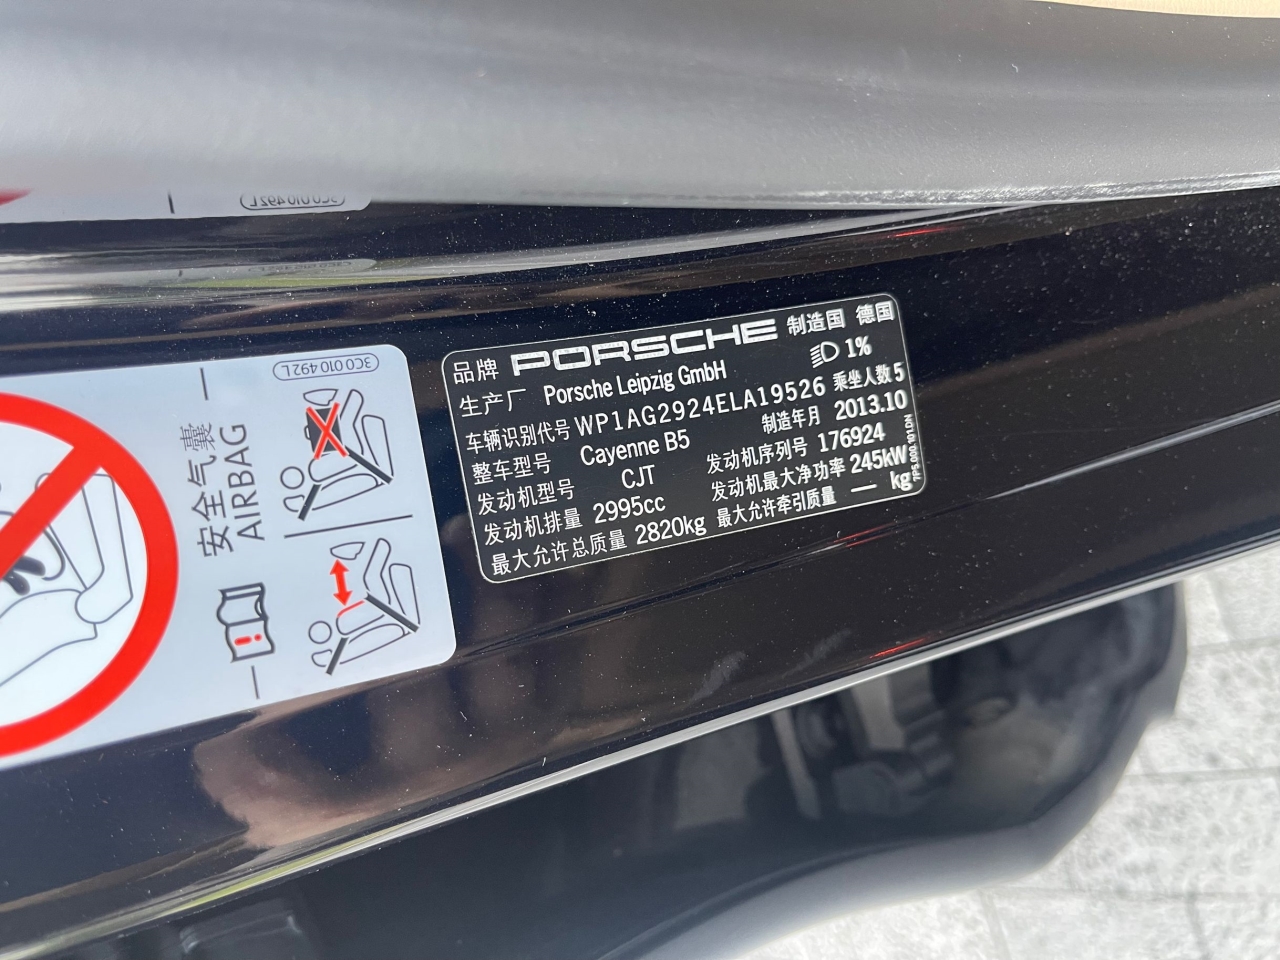 3C0 010 492L
3C0 010 492L
安全气囊
AIRBAG
品牌 PORSCHE 制造国 德国
生产厂 Porsche Leipzig GmbH 1%
车辆识别代号 WP1AG2924ELA19526 乘坐人数 5
整车型号 Cayenne B5 制造年月 2013.10
发动机型号 CJT 发动机序列号 176924
发动机排量 2995cc 发动机最大净功率 245kW
最大允许总质量 2820kg 最大允许牵引质量 — kg